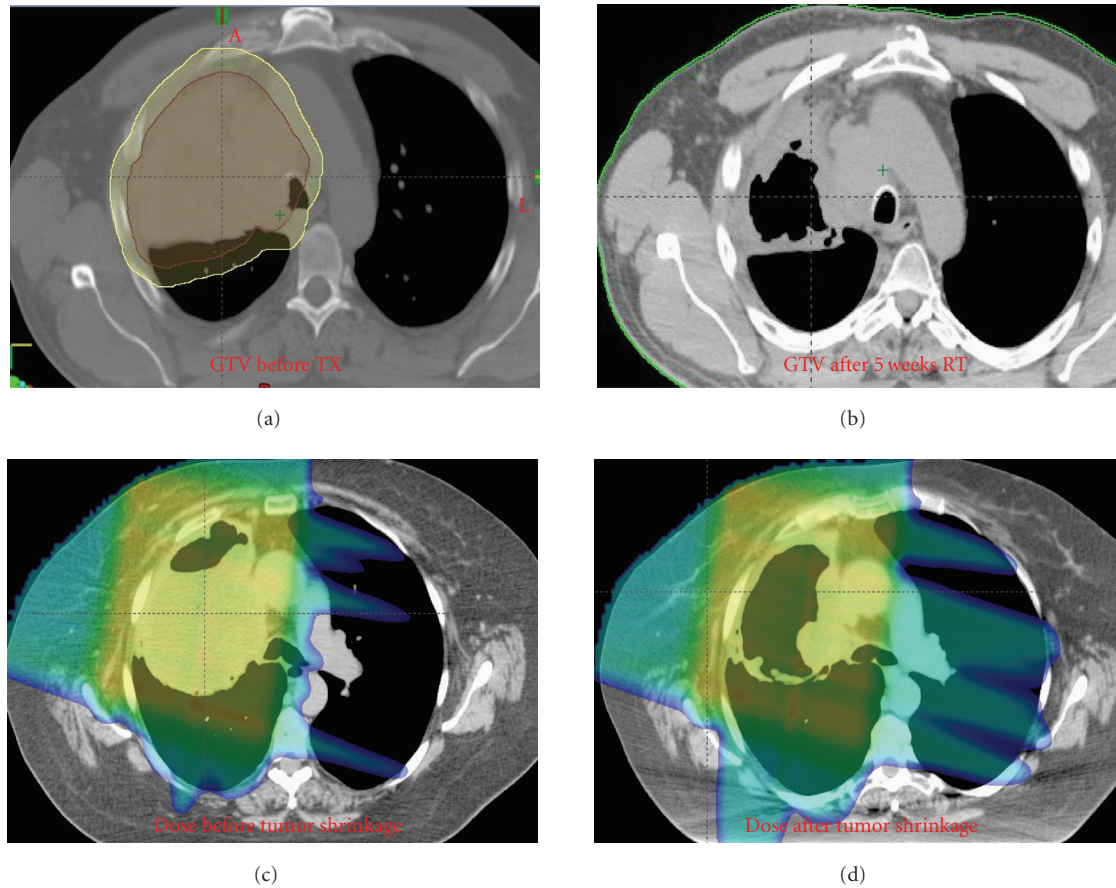 A
L
GTV before TX
GTV after 5 weeks RT
(a)
(b)
Dose before tumor shrinkage
Dose after tumor shrinkage
(c)
(d)